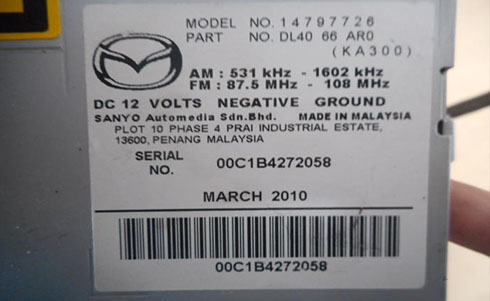 MODEL NO. 14797726
PART NO. DL40 66 AR0
(KA300)
AM : 531 kHz - 1602 kHz
FM : 87.5 MHz - 108 MHz
DC 12 VOLTS NEGATIVE GROUND
SANYO Automedia Sdn.Bhd. MADE IN MALAYSIA
PLOT 10 PHASE 4 PRAI INDUSTRIAL ESTATE,
13600, PENANG MALAYSIA
SERIAL NO. 00C1B4272058
MARCH 2010
00C1B4272058